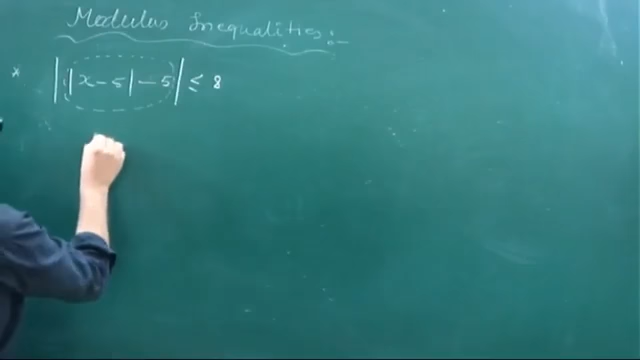 Modulus Inequalities:-
* | |x-5| - 5 | ≤ 8